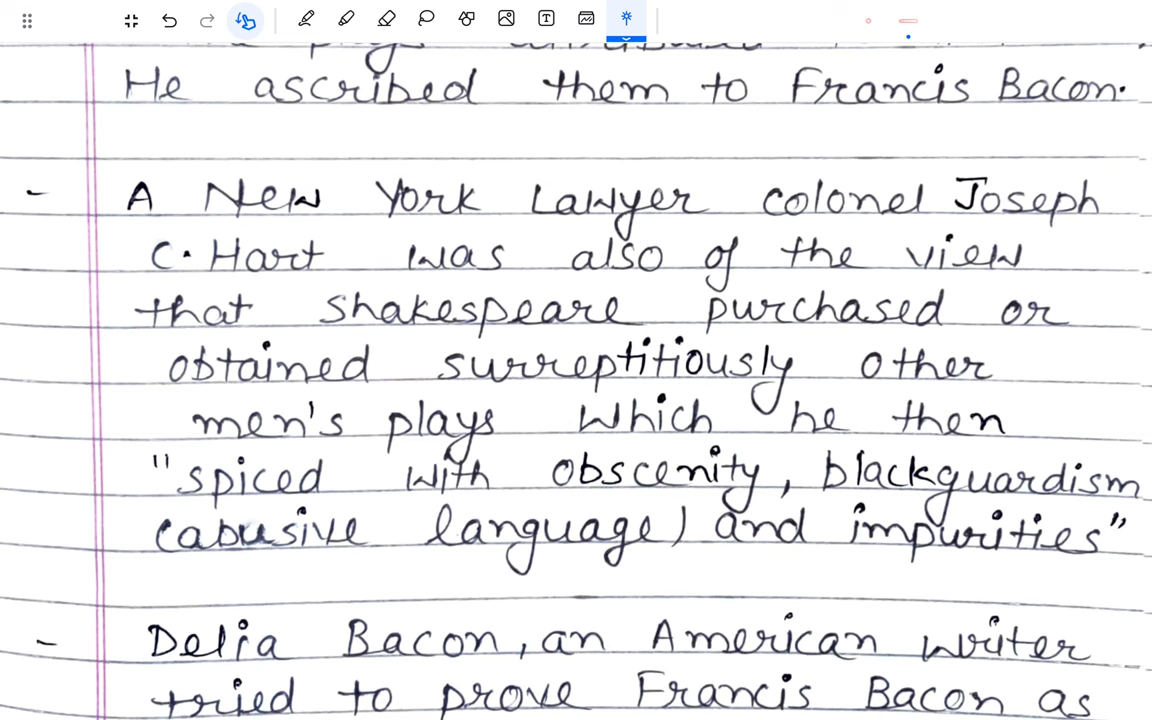 He ascribed them to Francis Bacon.
- A New York Lawyer colonel Joseph
C. Hart was also of the view
that Shakespeare purchased or
obtained surreptitiously other
men's plays which he then
"spiced with obscenity, blackguardism
(abusive language) and impurities"
- Delia Bacon, an American writer
tried to prove Francis Bacon as